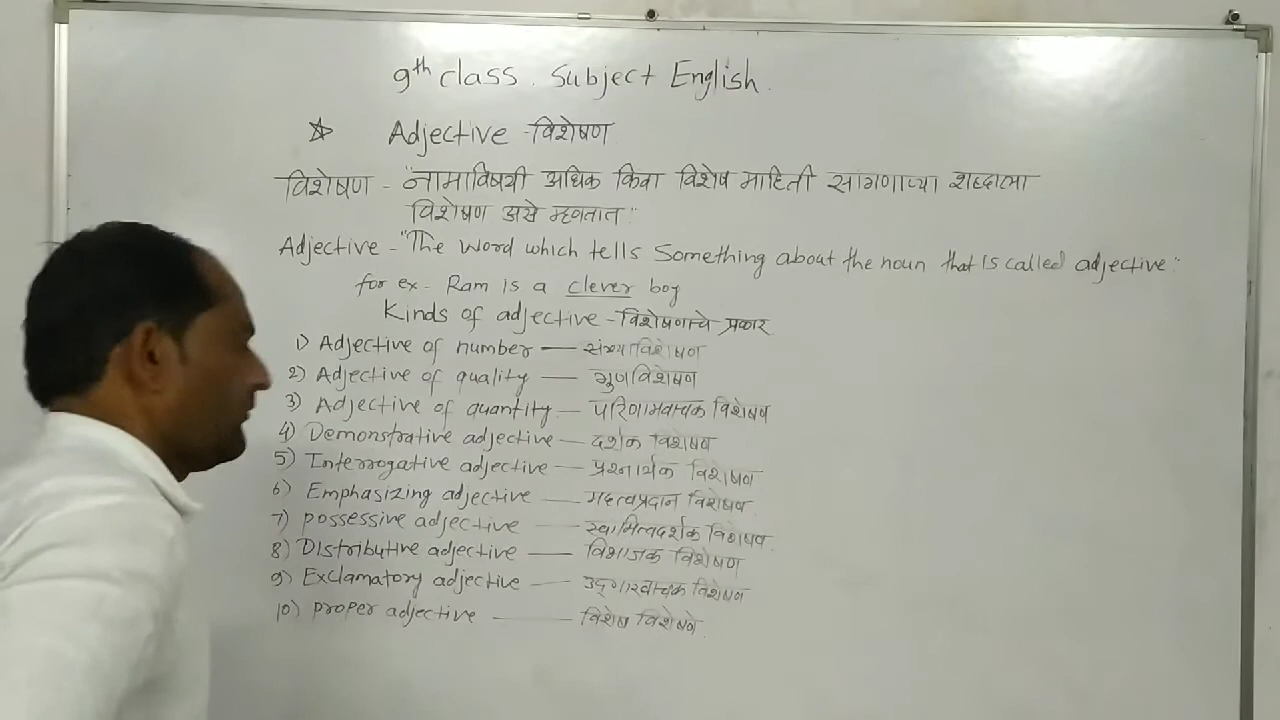 9th class. Subject English.
☆ Adjective - विशेषण
विशेषण - "नामाविषयी अधिक किंवा विशेष माहिती सांगणाऱ्या शब्दाला
विशेषण असे म्हणतात"
Adjective - "The word which tells Something about the noun that is called adjective"
for ex- Ram is a clever boy
Kinds of adjective - विशेषणाचे प्रकार
1) Adjective of number — संख्याविशेषण
2) Adjective of quality — गुणविशेषण
3) Adjective of quantity — परिणामवाचक विशेषण
4) Demonstrative adjective — दर्शक विशेषण
5) Interrogative adjective — प्रश्नार्थक विशेषण
6) Emphasizing adjective — महत्वप्रदान विशेषण
7) possessive adjective — स्वामित्वदर्शक विशेषण
8) Distributive adjective — विभाजक विशेषण
9) Exclamatory adjective — उद्गारवाचक विशेषण
10) proper adjective — विशेष विशेषणे